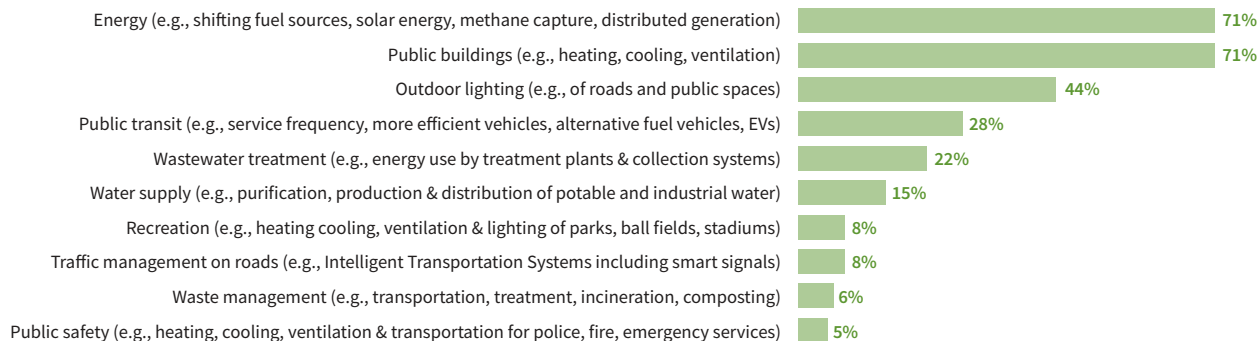 Energy (e.g., shifting fuel sources, solar energy, methane capture, distributed generation) 71%
Public buildings (e.g., heating, cooling, ventilation) 71%
Outdoor lighting (e.g., of roads and public spaces) 44%
Public transit (e.g., service frequency, more efficient vehicles, alternative fuel vehicles, EVs) 28%
Wastewater treatment (e.g., energy use by treatment plants & collection systems) 22%
Water supply (e.g., purification, production & distribution of potable and industrial water) 15%
Recreation (e.g., heating cooling, ventilation & lighting of parks, ball fields, stadiums) 8%
Traffic management on roads (e.g., Intelligent Transportation Systems including smart signals) 8%
Waste management (e.g., transportation, treatment, incineration, composting) 6%
Public safety (e.g., heating, cooling, ventilation & transportation for police, fire, emergency services) 5%